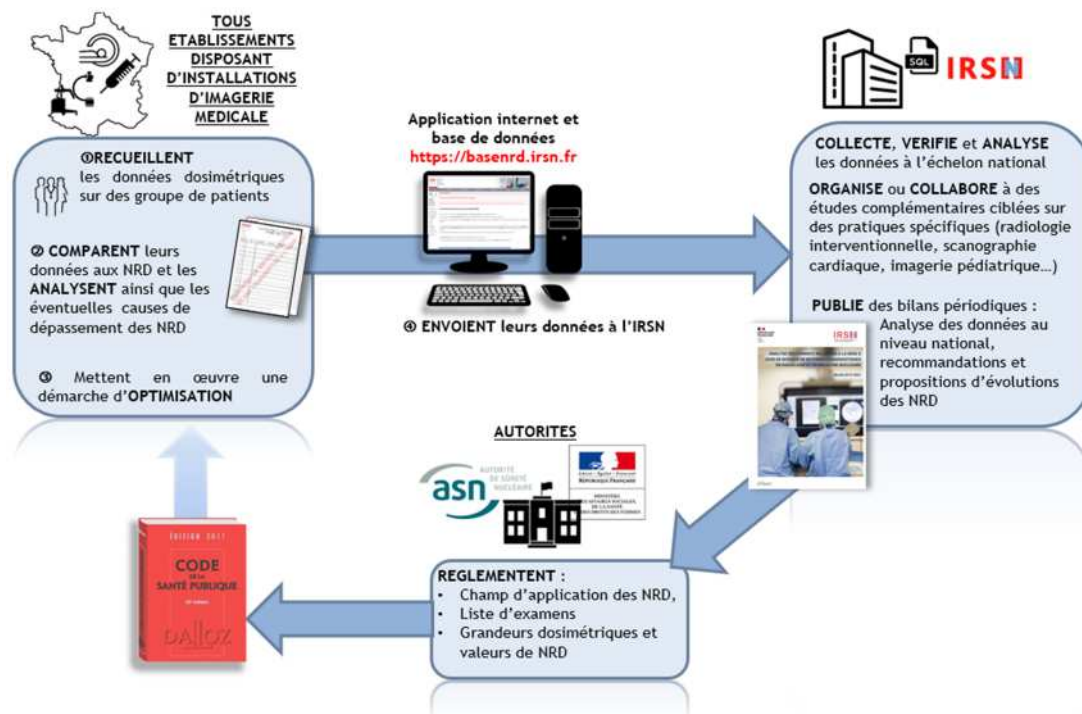 TOUS
ETABLISSEMENTS
DISPOSANT
D'INSTALLATIONS
D'IMAGERIE
MEDICALE
①RECUEILLENT
les données dosimétriques
sur des groupe de patients
② COMPARENT leurs
données aux NRD et les
ANALYSENT ainsi que les
éventuelles causes de
dépassement des NRD
③ Mettent en œuvre une
démarche d'OPTIMISATION
Application internet et
base de données
https://basenrd.irsn.fr
④ ENVOIENT leurs données à l'IRSN
SQL
IRSN
COLLECTE, VERIFIE et ANALYSE
les données à l'échelon national
ORGANISE ou COLLABORE à des
études complémentaires ciblées sur
des pratiques spécifiques (radiologie
interventionnelle, scanographie
cardiaque, imagerie pédiatrique…)
PUBLIE des bilans périodiques :
Analyse des données au
niveau national,
recommandations et
propositions d'évolutions
des NRD
IRSN
AUTORITES
asn
AUTORITÉ
DE SÛRETÉ
NUCLÉAIRE
RÉPUBLIQUE FRANÇAISE
REGLEMENTENT :
• Champ d'application des NRD,
• Liste d'examens
• Grandeurs dosimétriques et
valeurs de NRD
ÉDITION 2017
CODE
DE LA
SANTÉ PUBLIQUE
DALLOZ